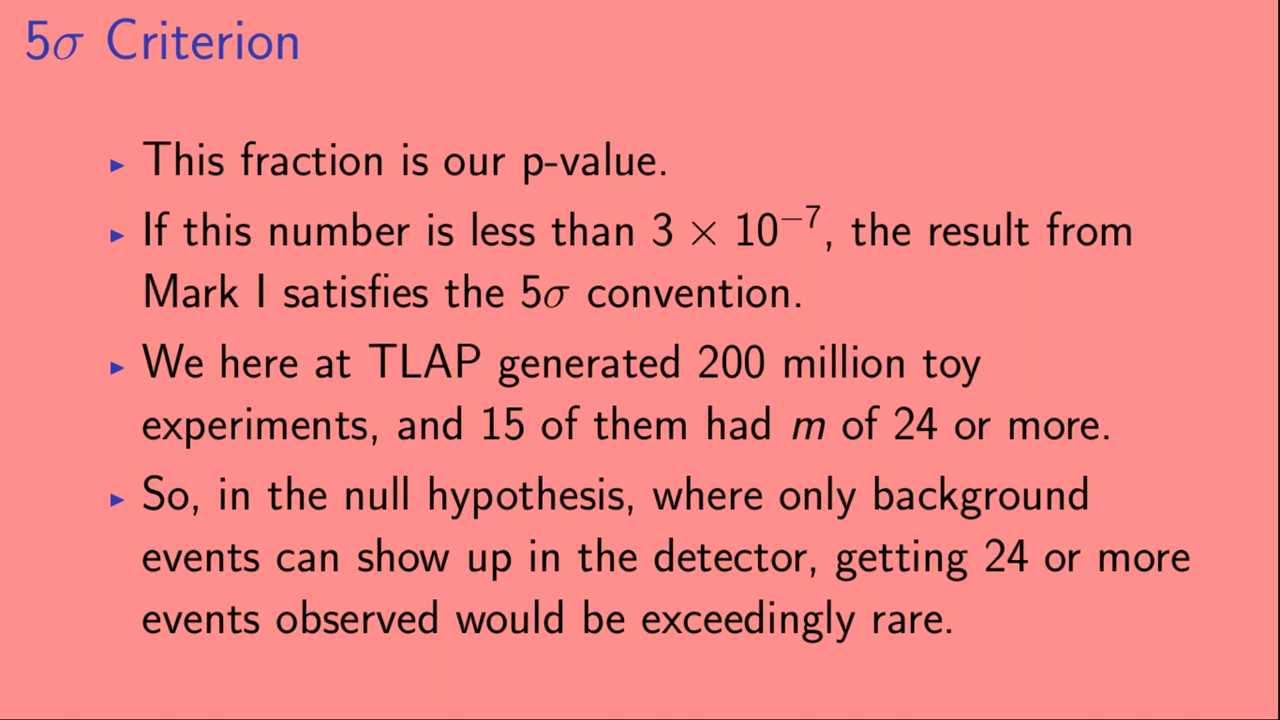 5σ Criterion
▸ This fraction is our p-value.
▸ If this number is less than 3 × 10⁻⁷, the result from
Mark I satisfies the 5σ convention.
▸ We here at TLAP generated 200 million toy
experiments, and 15 of them had m of 24 or more.
▸ So, in the null hypothesis, where only background
events can show up in the detector, getting 24 or more
events observed would be exceedingly rare.